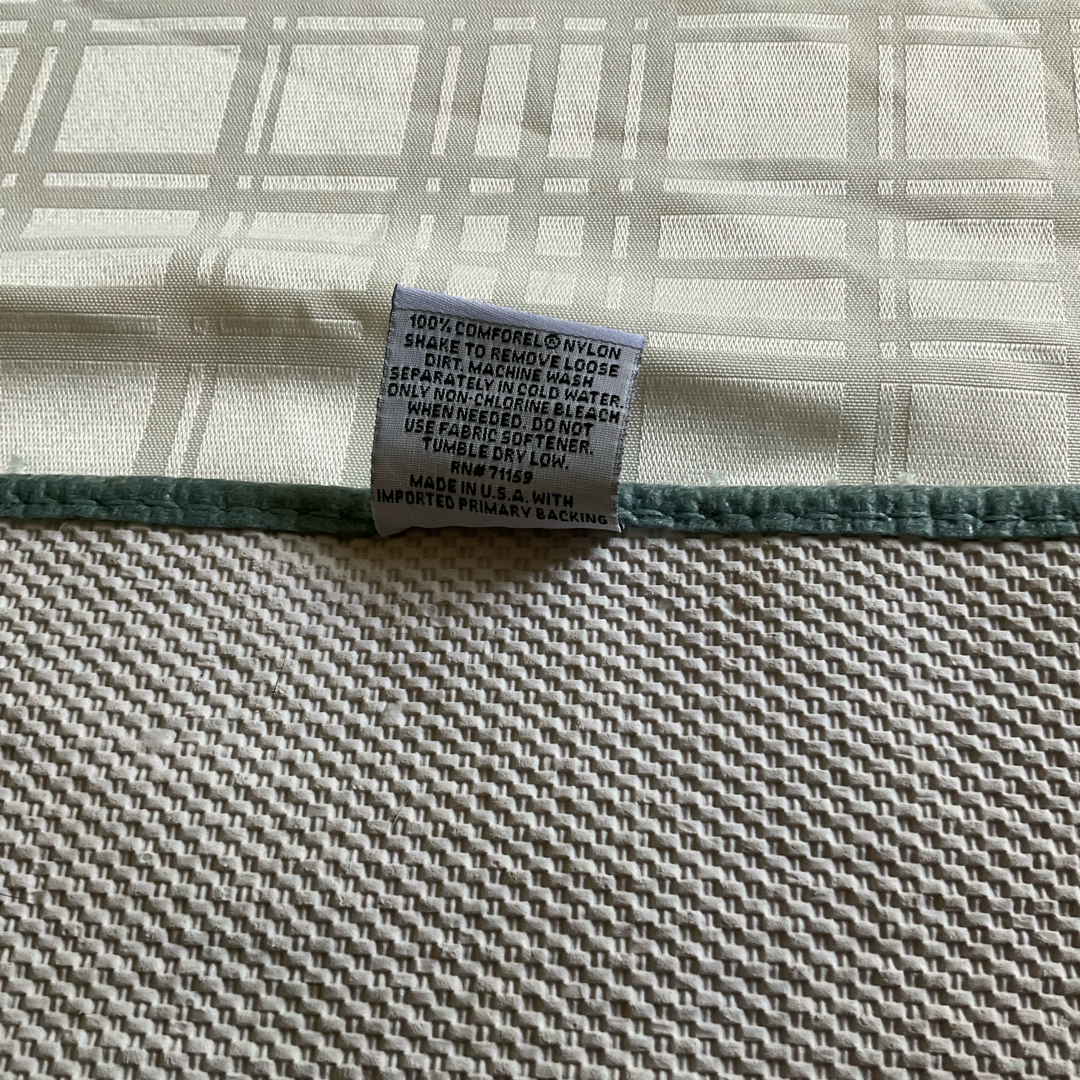 100% COMFOREL® NYLON
SHAKE TO REMOVE LOOSE
DIRT. MACHINE WASH
SEPARATELY IN COLD WATER.
ONLY NON-CHLORINE BLEACH
WHEN NEEDED. DO NOT
USE FABRIC SOFTENER.
TUMBLE DRY LOW.
RN# 71159
MADE IN U.S.A. WITH
IMPORTED PRIMARY BACKING